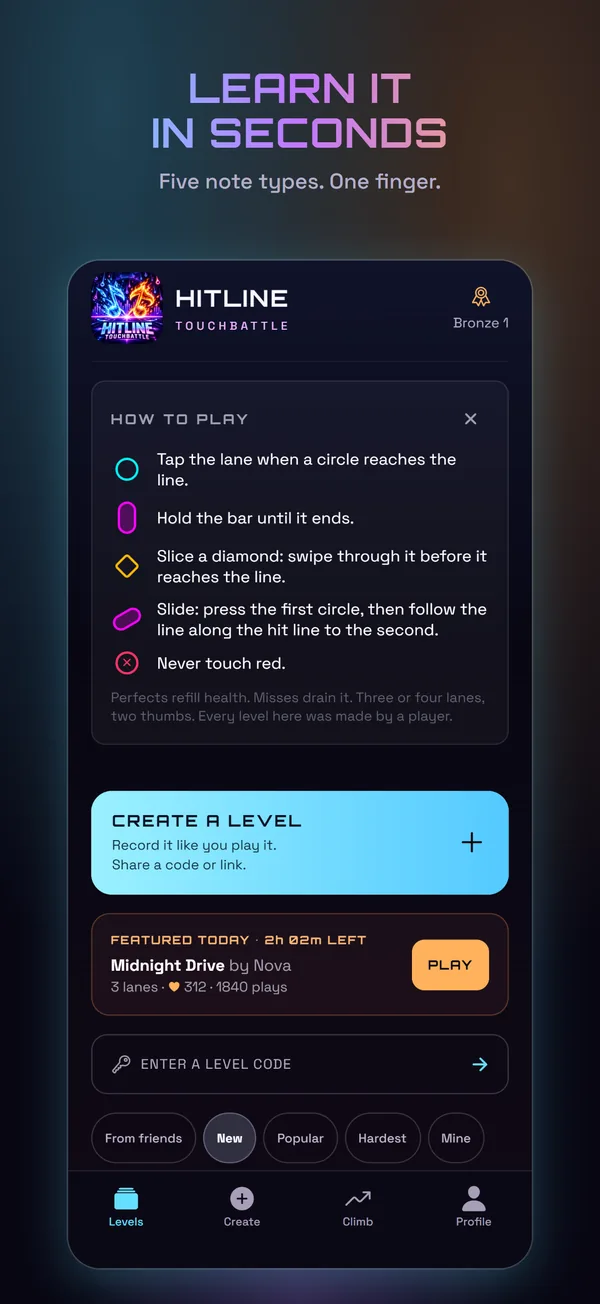 LEARN IT
IN SECONDS
Five note types. One finger.
HITLINE
TOUCHBATTLE
HITLINE
TOUCHBATTLE
Bronze 1
HOW TO PLAY
Tap the lane when a circle reaches the
line.
Hold the bar until it ends.
Slice a diamond: swipe through it before it
reaches the line.
Slide: press the first circle, then follow the
line along the hit line to the second.
Never touch red.
Perfects refill health. Misses drain it. Three or four lanes,
two thumbs. Every level here was made by a player.
CREATE A LEVEL
Record it like you play it.
Share a code or link.
FEATURED TODAY · 2h 02m LEFT
Midnight Drive by Nova
3 lanes · 🧡 312 · 1840 plays
PLAY
ENTER A LEVEL CODE
From friends
New
Popular
Hardest
Mine
Levels
Create
Climb
Profile